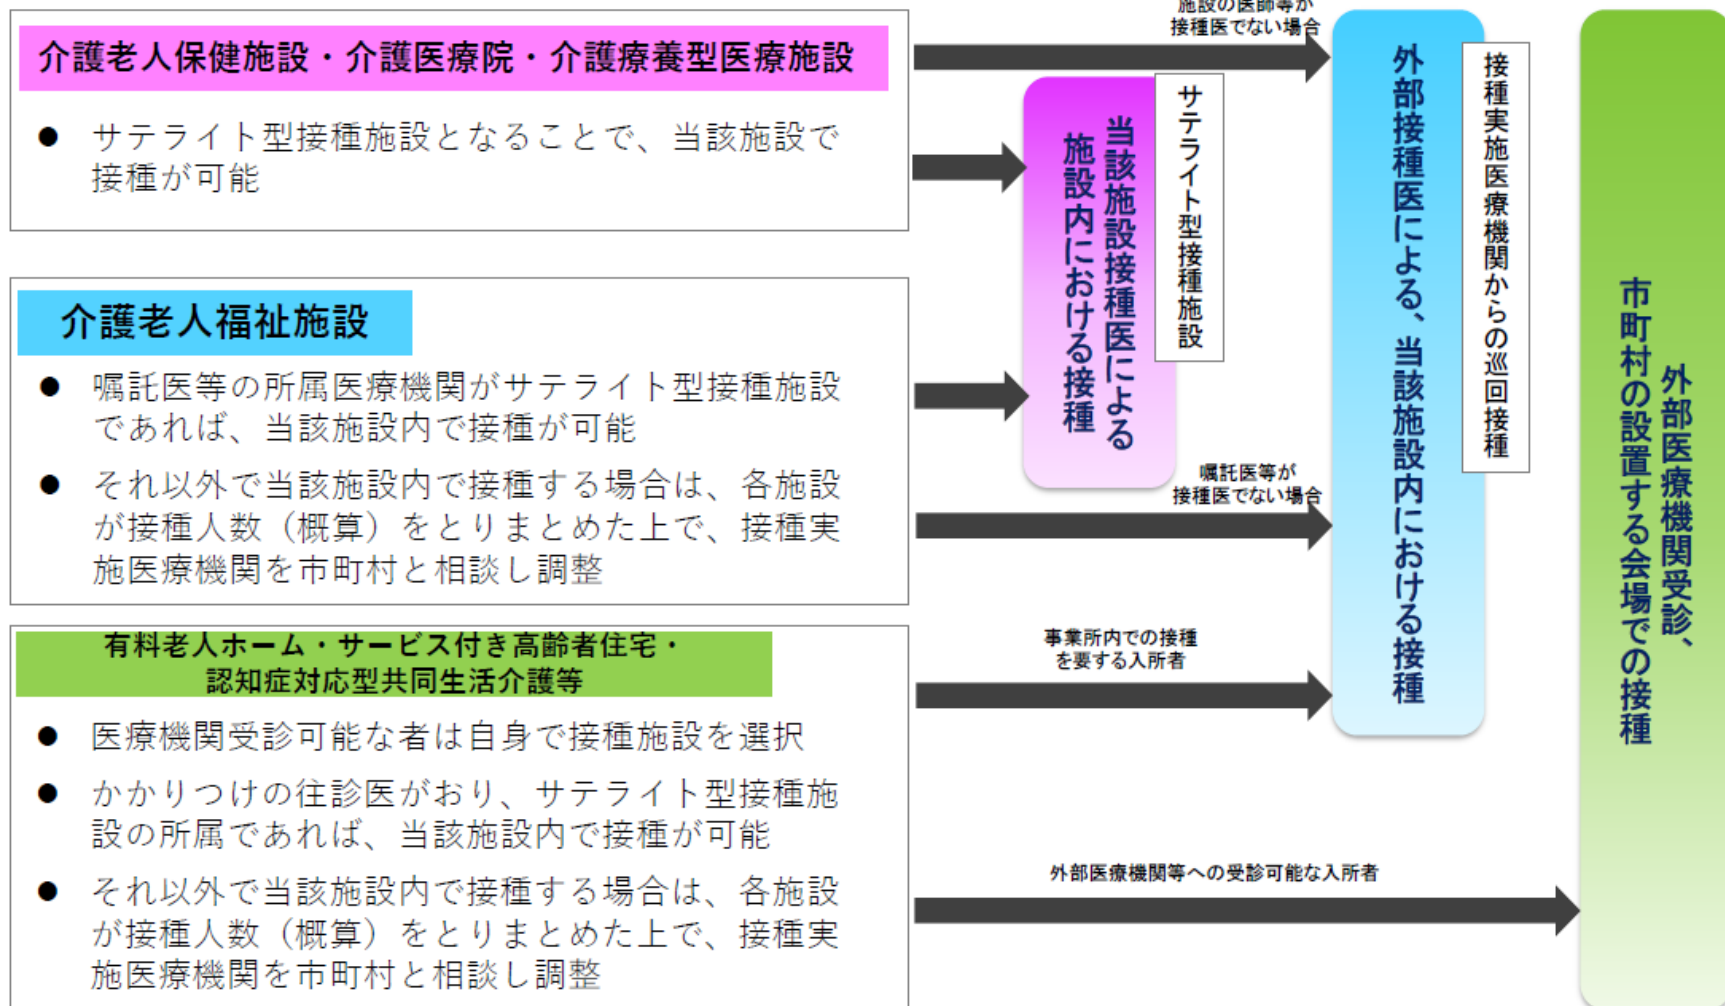 介護老人保健施設・介護医療院・介護療養型医療施設
● サテライト型接種施設となることで、当該施設で
接種が可能
介護老人福祉施設
● 嘱託医等の所属医療機関がサテライト型接種施設
であれば、当該施設内で接種が可能
● それ以外で当該施設内で接種する場合は、各施設
が接種人数（概算）をとりまとめた上で、接種実
施医療機関を市町村と相談し調整
有料老人ホーム・サービス付き高齢者住宅・
認知症対応型共同生活介護等
● 医療機関受診可能な者は自身で接種施設を選択
● かかりつけの往診医がおり、サテライト型接種施
設の所属であれば、当該施設内で接種が可能
● それ以外で当該施設内で接種する場合は、各施設
が接種人数（概算）をとりまとめた上で、接種実
施医療機関を市町村と相談し調整
施設の医師等が
接種医でない場合
当該施設接種医による
施設内における接種
サテライト型接種施設
嘱託医等が
接種医でない場合
事業所内での接種
を要する入所者
外部医療機関等への受診可能な入所者
外部接種医による、当該施設内における接種
接種実施医療機関からの巡回接種
外部医療機関受診、
市町村の設置する会場での接種